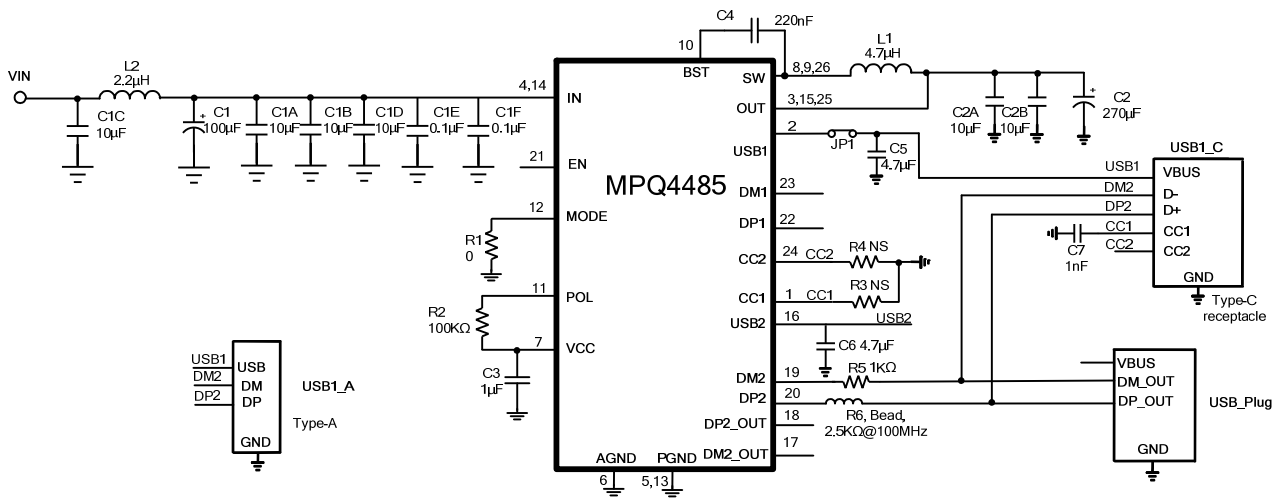 C4
220nF
10
BST
L1
4.7µH
VIN
L2
2.2µH
4,14
IN
SW
8,9,26
OUT
3,15,25
C1C
10µF
C1
100µF
C1A
10µF
C1B
10µF
C1D
10µF
C1E
0.1µF
C1F
0.1µF
C2A
10µF
C2B
10µF
C2
270µF
2
JP1
USB1
C5
4.7µF
21
EN
MPQ4485
DM1
23
DP1
22
12
MODE
R1
0
CC2
24
CC2
R4 NS
CC1
1
CC1
R3 NS
USB2
16
USB2
C6 4.7µF
11
POL
R2
100KΩ
7
VCC
C3
1µF
USB1_C
USB1
VBUS
DM2
D-
DP2
D+
CC1
CC1
CC2
CC2
C7
1nF
GND
Type-C
receptacle
DM2
19
R5 1KΩ
DP2
20
R6, Bead,
2.5KΩ@100MHz
DP2_OUT
18
DM2_OUT
17
VBUS
DM_OUT
DP_OUT
GND
USB_Plug
USB1
USB
DM2
DM
DP2
DP
GND
USB1_A
Type-A
AGND
6
PGND
5,13